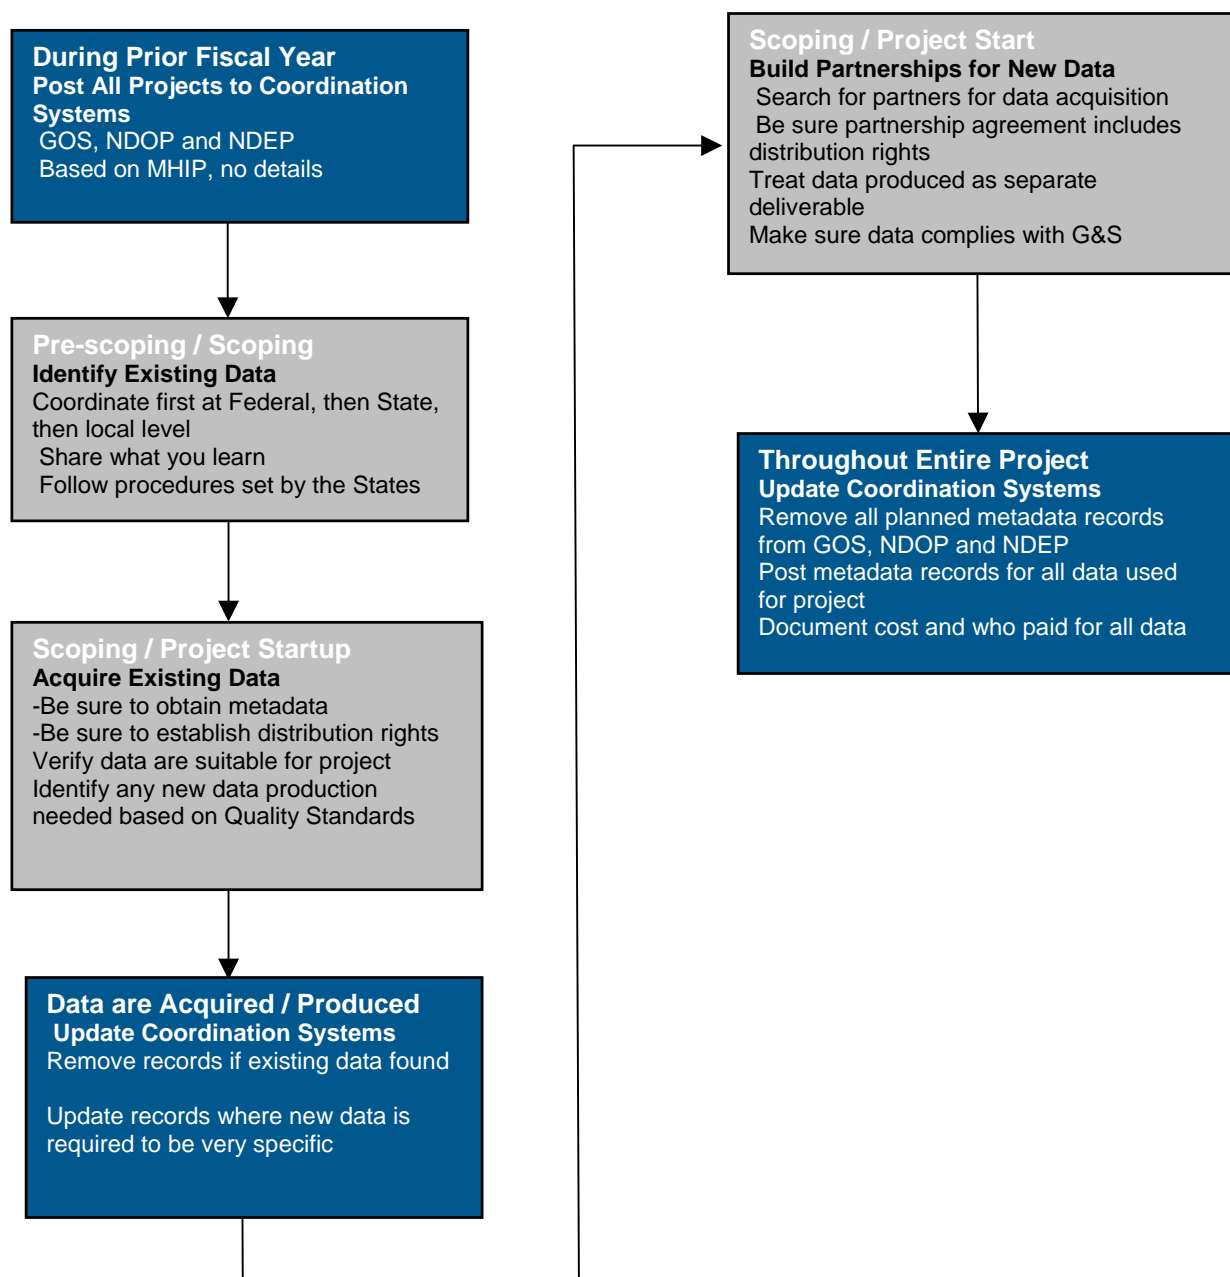 During Prior Fiscal Year
Post All Projects to Coordination
Systems
GOS, NDOP and NDEP
Based on MHIP, no details
Pre-scoping / Scoping
Identify Existing Data
Coordinate first at Federal, then State,
then local level
Share what you learn
Follow procedures set by the States
Scoping / Project Startup
Acquire Existing Data
-Be sure to obtain metadata
-Be sure to establish distribution rights
Verify data are suitable for project
Identify any new data production
needed based on Quality Standards
Data are Acquired / Produced
Update Coordination Systems
Remove records if existing data found
Update records where new data is
required to be very specific
Scoping / Project Start
Build Partnerships for New Data
Search for partners for data acquisition
Be sure partnership agreement includes
distribution rights
Treat data produced as separate
deliverable
Make sure data complies with G&S
Throughout Entire Project
Update Coordination Systems
Remove all planned metadata records
from GOS, NDOP and NDEP
Post metadata records for all data used
for project
Document cost and who paid for all data